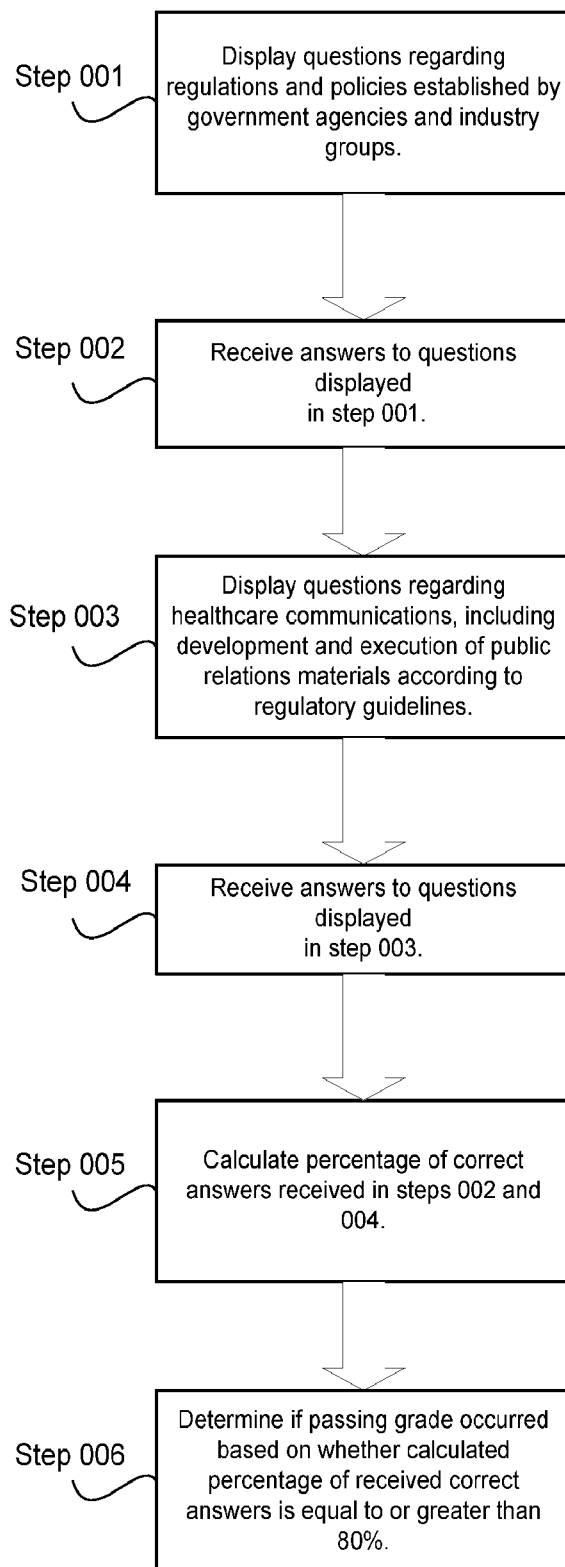 Step 001
Display questions regarding
regulations and policies established by
government agencies and industry
groups.
Step 002
Receive answers to questions
displayed
in step 001.
Step 003
Display questions regarding
healthcare communications, including
development and execution of public
relations materials according to
regulatory guidelines.
Step 004
Receive answers to questions
displayed
in step 003.
Step 005
Calculate percentage of correct
answers received in steps 002 and
004.
Step 006
Determine if passing grade occurred
based on whether calculated
percentage of received correct
answers is equal to or greater than
80%.